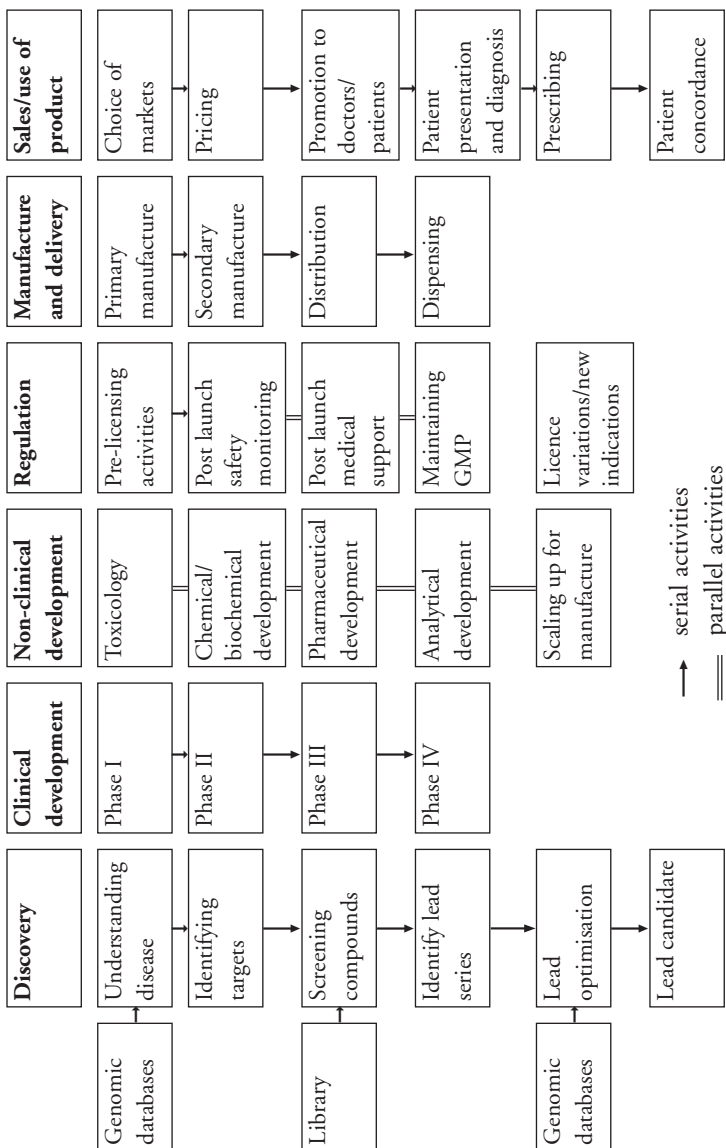 Discovery
Genomic
databases
Understanding
disease
Identifying
targets
Library
Screening
compounds
Identify lead
series
Genomic
databases
Lead
optimisation
Lead candidate
Clinical
development
Phase I
Phase II
Phase III
Phase IV
Non-clinical
development
Toxicology
Chemical/
biochemical
development
Pharmaceutical
development
Analytical
development
Scaling up for
manufacture
Regulation
Pre-licensing
activities
Post launch
safety
monitoring
Post launch
medical
support
Maintaining
GMP
Licence
variations/new
indications
Manufacture
and delivery
Primary
manufacture
Secondary
manufacture
Distribution
Dispensing
Sales/use of
product
Choice of
markets
Pricing
Promotion to
doctors/
patients
Patient
presentation
and diagnosis
Prescribing
Patient
concordance
serial activities
parallel activities